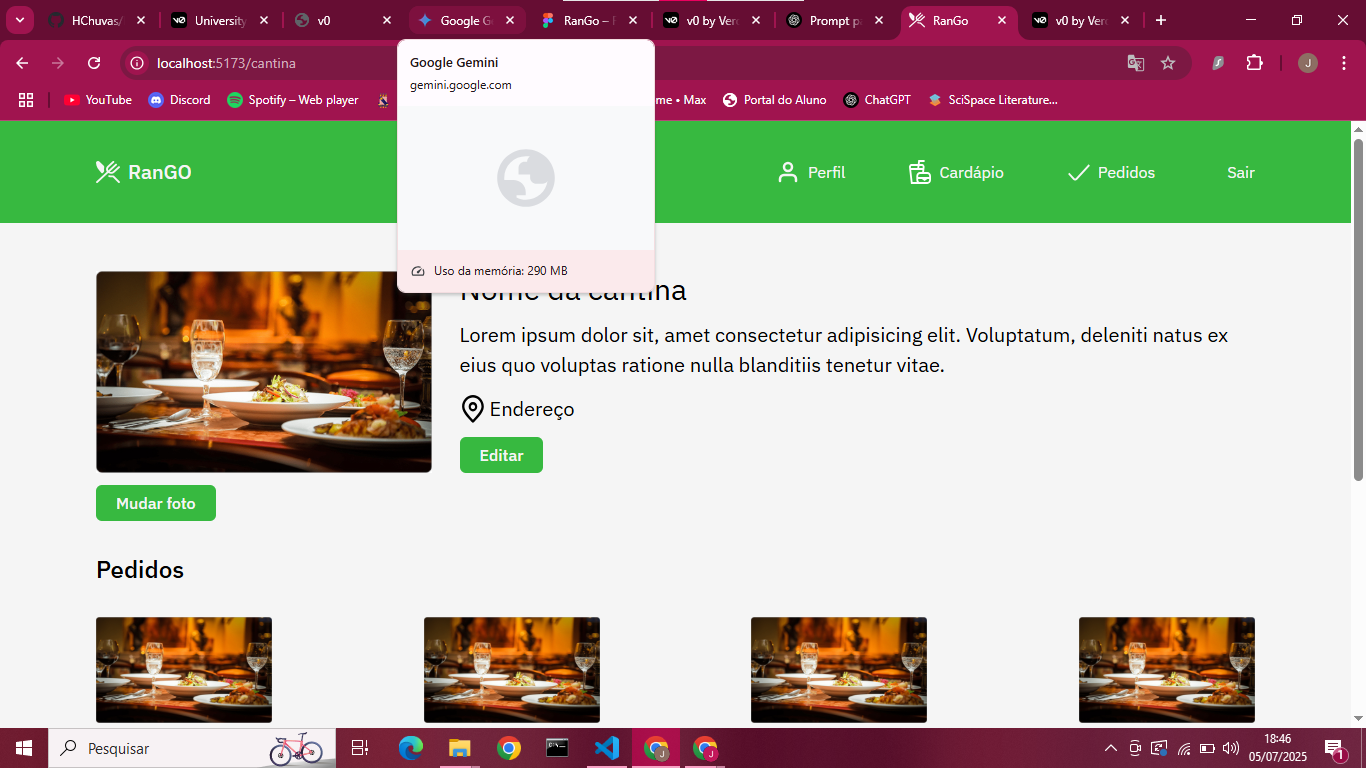 HChuvas/
University
v0
Google G
RanGo –
v0 by Ver
Prompt p
RanGo
v0 by Ver
localhost:5173/cantina
J
YouTube
Discord
Spotify – Web player
me • Max
Portal do Aluno
ChatGPT
SciSpace Literature...
Google Gemini
gemini.google.com
Uso da memória: 290 MB
RanGO
Perfil
Cardápio
Pedidos
Sair
Nome da cantina
Lorem ipsum dolor sit, amet consectetur adipisicing elit. Voluptatum, deleniti natus ex
eius quo voluptas ratione nulla blanditiis tenetur vitae.
Endereço
Editar
Mudar foto
Pedidos
Pesquisar
18:46
05/07/2025
1